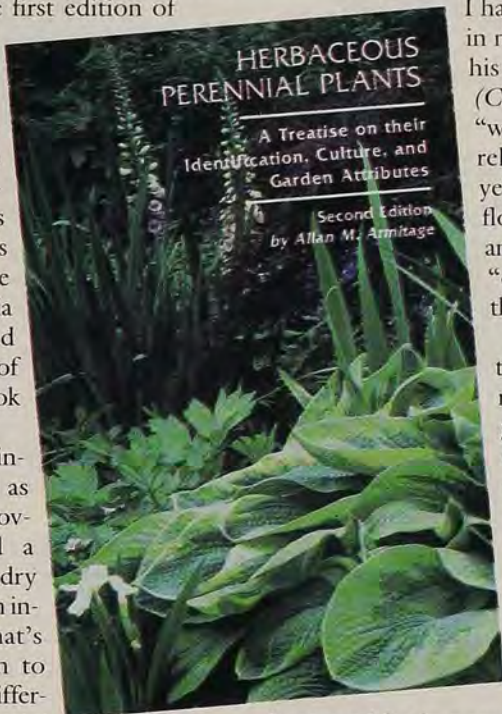 first edition of
s
s
e
a
d
of
ok
in-
as
ov-
a
dry
in-
at's
to
iffer-
HERBACEOUS
PERENNIAL PLANTS
A Treatise on their
Identification, Culture, and
Garden Attributes
Second Edition
by Allan M. Armitage
I ha
in
his
(C
“w
rel
ye
flo
an
“
th
t